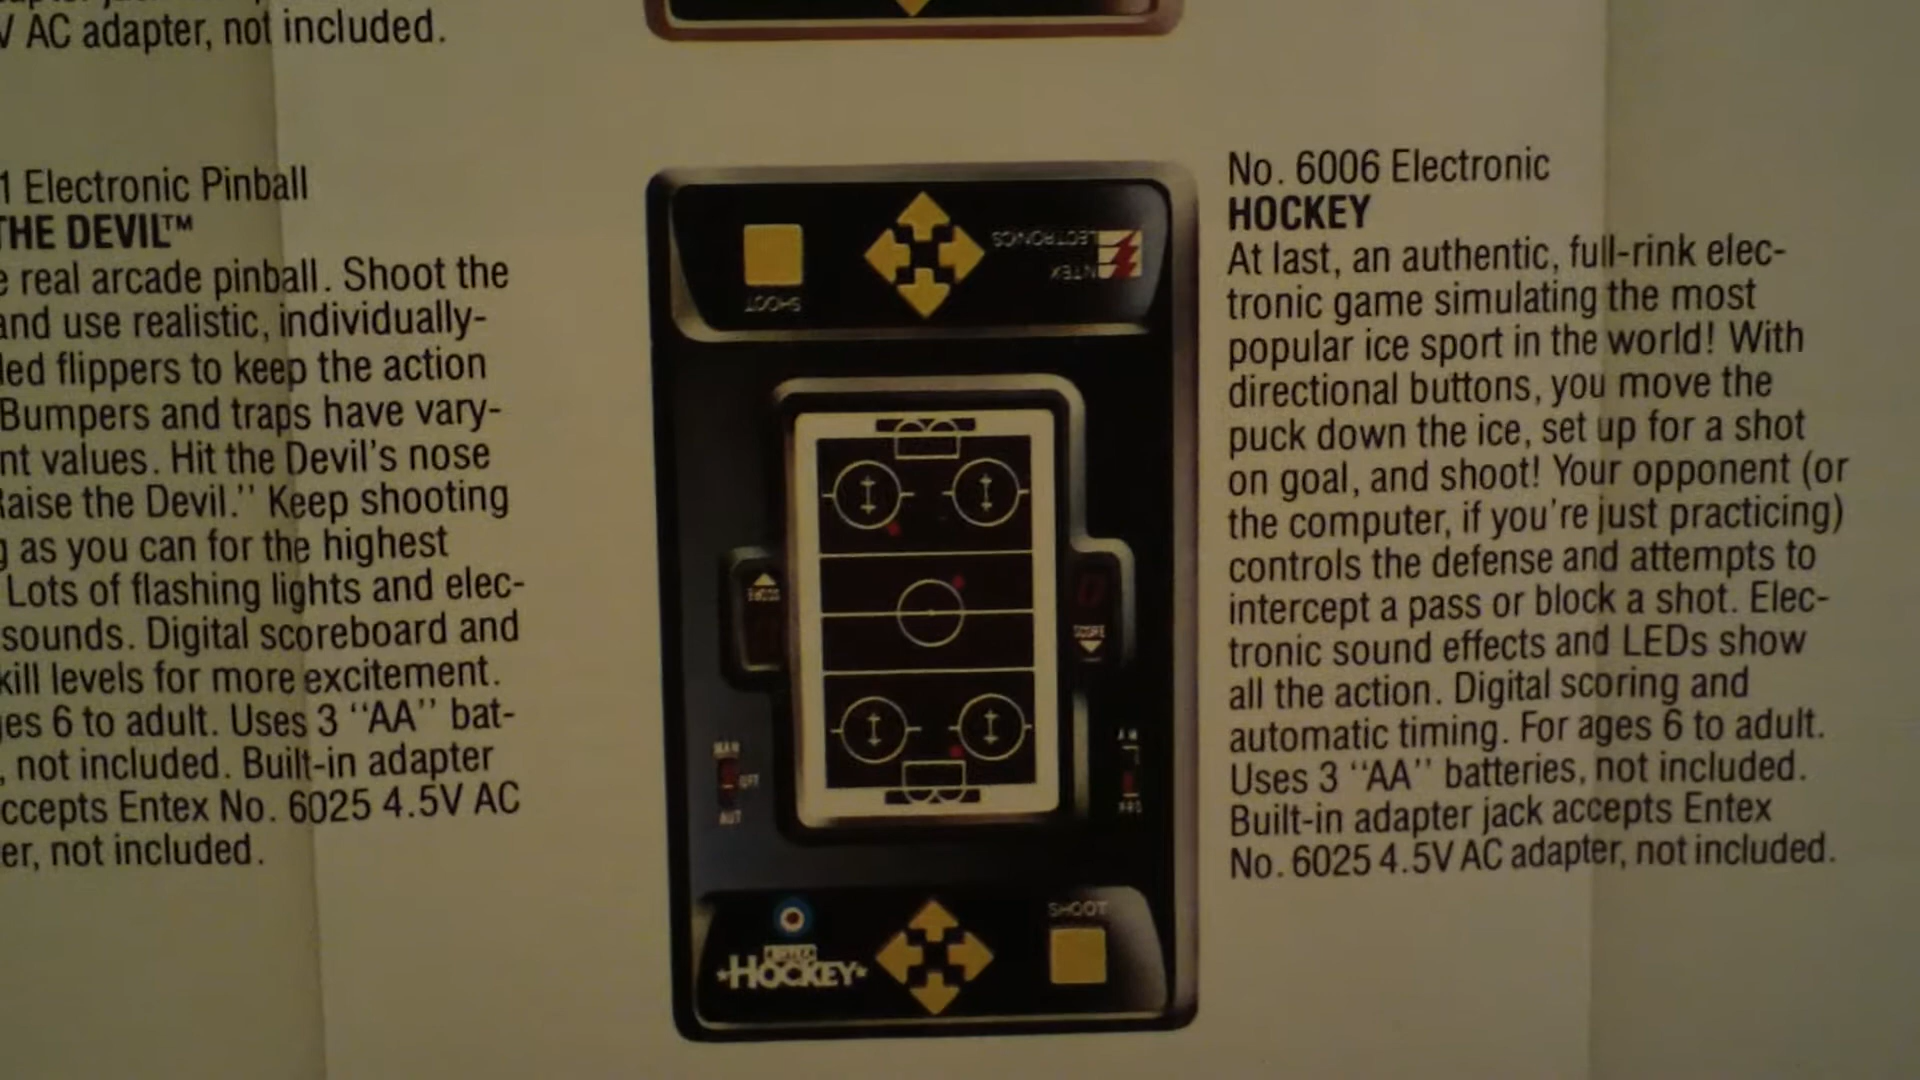 V AC adapter, not included.
1 Electronic Pinball
THE DEVIL™
e real arcade pinball. Shoot the
and use realistic, individually-
led flippers to keep the action
Bumpers and traps have vary-
nt values. Hit the Devil's nose
aise the Devil." Keep shooting
g as you can for the highest
Lots of flashing lights and elec-
sounds. Digital scoreboard and
kill levels for more excitement.
ges 6 to adult. Uses 3 "AA" bat-
, not included. Built-in adapter
ccepts Entex No. 6025 4.5V AC
er, not included.
SHOOT
ELECTRONICS
ENTEX
SCORE
SCORE
MAN
OFF
AUT
PRO
SHOOT
HOCKEY
No. 6006 Electronic
HOCKEY
At last, an authentic, full-rink elec-
tronic game simulating the most
popular ice sport in the world! With
directional buttons, you move the
puck down the ice, set up for a shot
on goal, and shoot! Your opponent (or
the computer, if you're just practicing)
controls the defense and attempts to
intercept a pass or block a shot. Elec-
tronic sound effects and LEDs show
all the action. Digital scoring and
automatic timing. For ages 6 to adult.
Uses 3 "AA" batteries, not included.
Built-in adapter jack accepts Entex
No. 6025 4.5V AC adapter, not included.